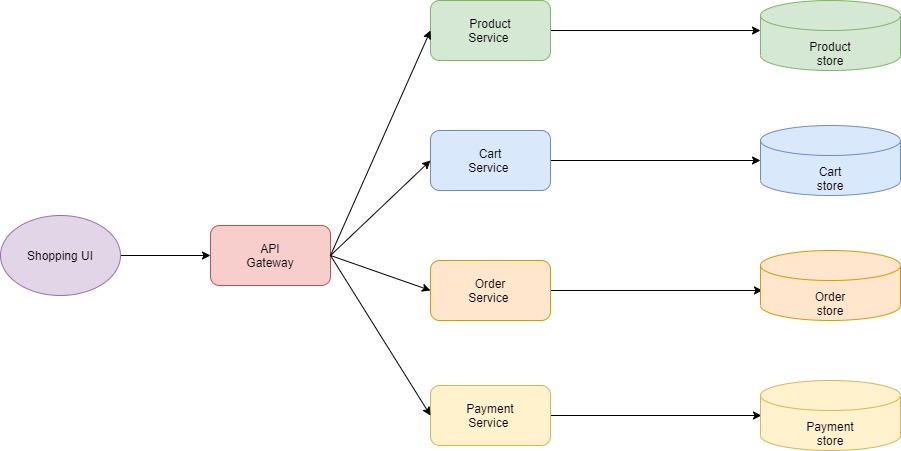 Product
Service
Product
store
Cart
Service
Cart
store
Shopping UI
API
Gateway
Order
Service
Order
store
Payment
Service
Payment
store